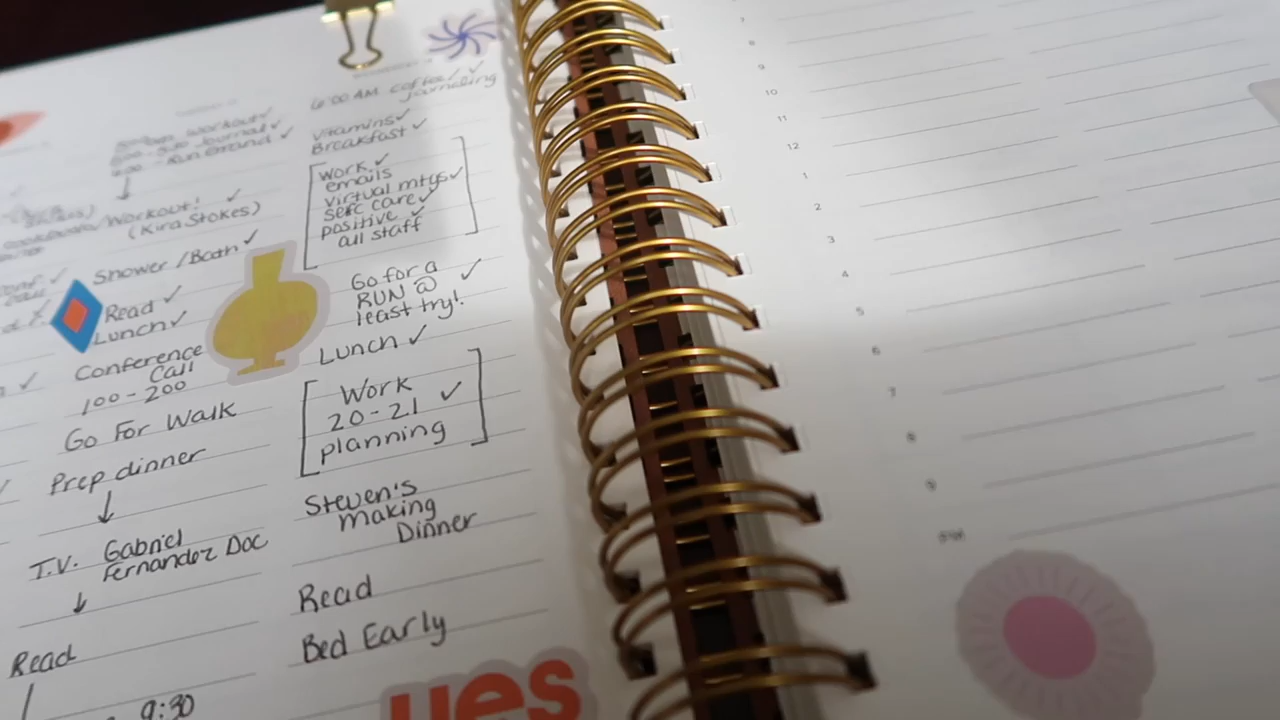 Workout ✓
Journal ✓
Run Errand ✓
/Workout! ✓
(Kira Stokes)
Shower/Bath ✓
Read ✓
Lunch ✓
Conference
Call
100-200
Go For Walk
Prep dinner
T.V. Gabriel
Fernandez Doc
Read
9:30
6:00 AM coffee/ ✓
journaling
Vitamins ✓
Breakfast ✓
Work ✓
emails
virtual mtgs ✓
self care ✓
positive ✓
all staff
Go for a ✓
RUN @
least try!
Lunch ✓
Work
20-21 ✓
planning
Steven's
making
Dinner
Read
Bed Early
yes
7
8
9
10
11
12
1
2
3
4
5
6
7
8
9